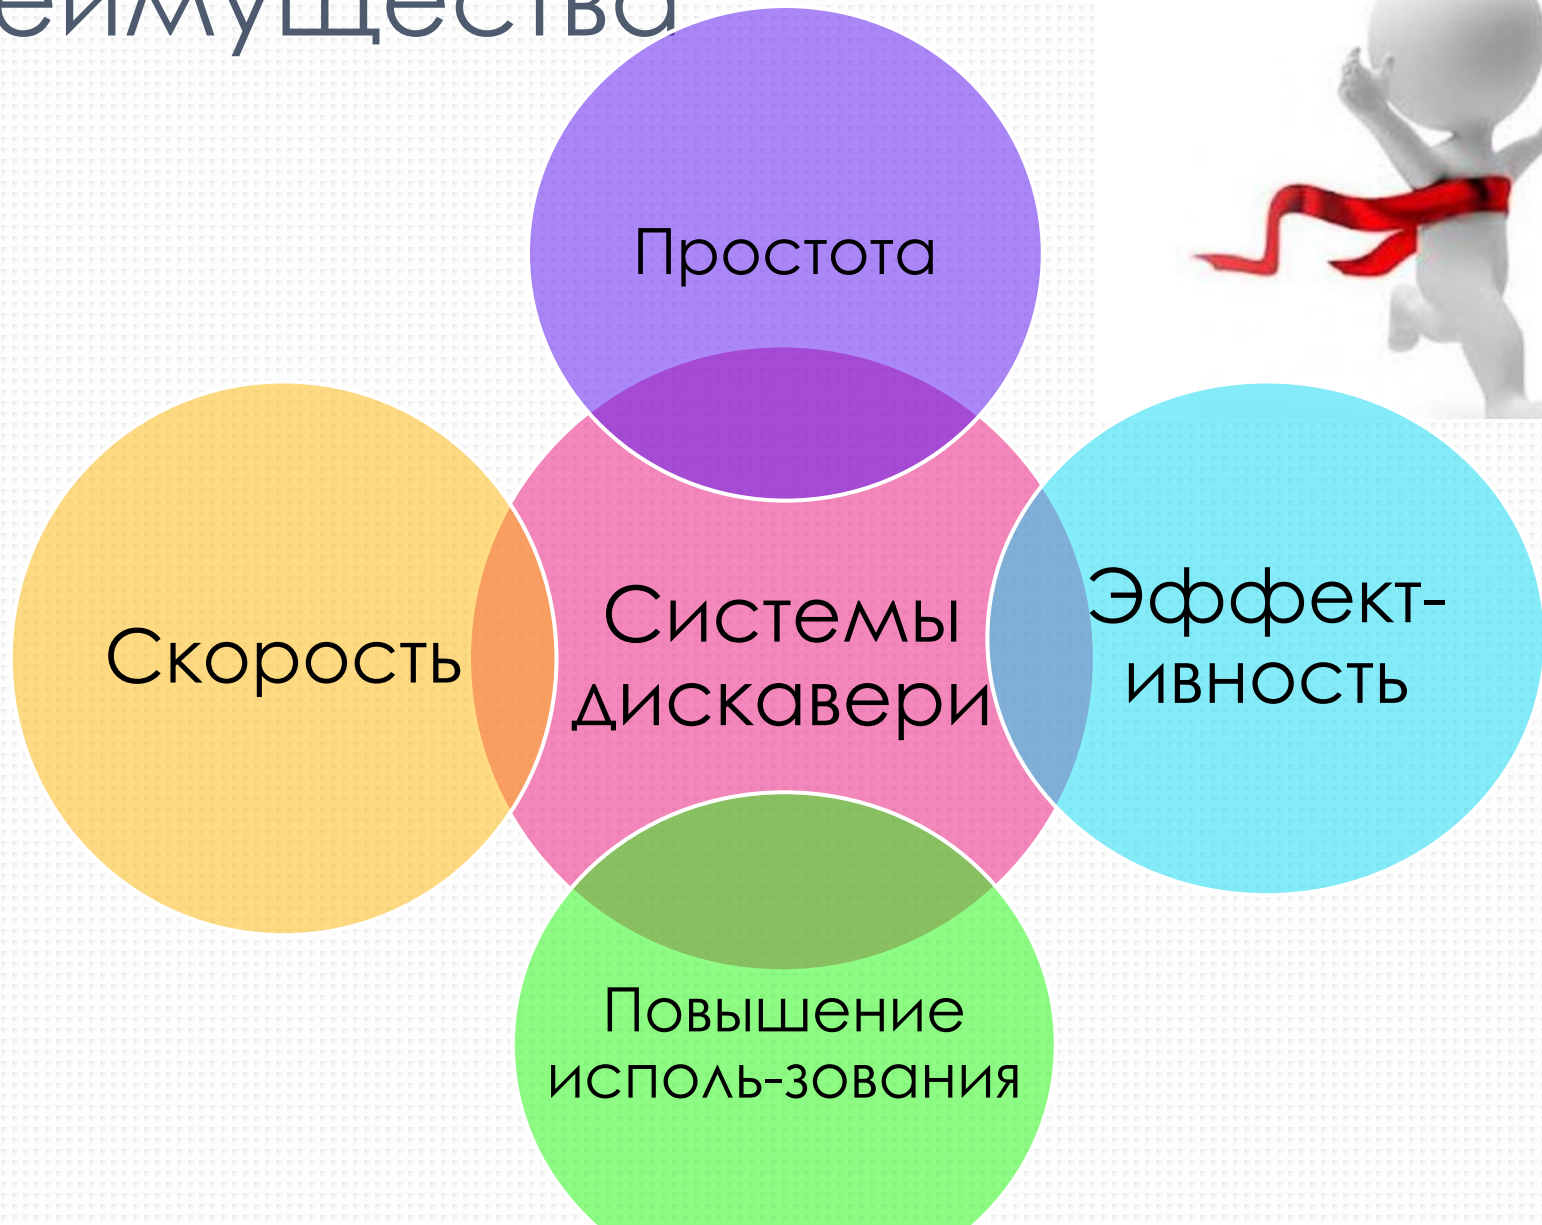 еимущества
Простота
Скорость
Системы
дискавери
Эффект-
ивность
Повышение
исполь-зования